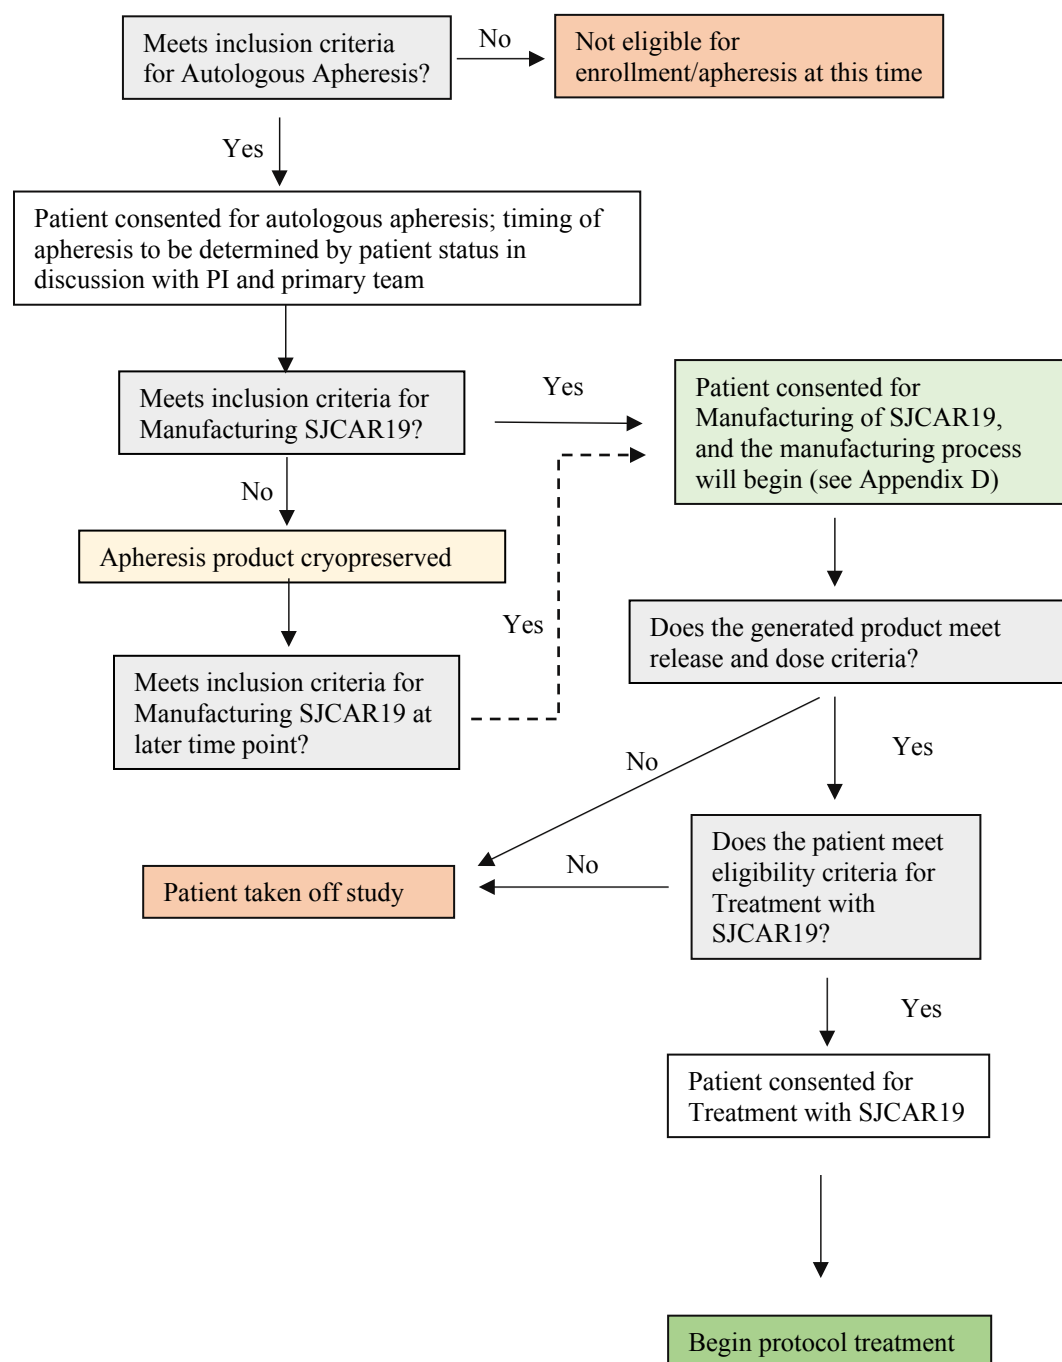 Meets inclusion criteria
for Autologous Apheresis?
No
Not eligible for
enrollment/apheresis at this time
Yes
Patient consented for autologous apheresis; timing of
apheresis to be determined by patient status in
discussion with PI and primary team
Meets inclusion criteria for
Manufacturing SJCAR19?
Yes
Patient consented for
Manufacturing of SJCAR19,
and the manufacturing process
will begin (see Appendix D)
No
Apheresis product cryopreserved
Yes
Meets inclusion criteria for
Manufacturing SJCAR19 at
later time point?
Does the generated product meet
release and dose criteria?
No
Yes
Does the patient meet
eligibility criteria for
Treatment with
SJCAR19?
No
Patient taken off study
Yes
Patient consented for
Treatment with SJCAR19
Begin protocol treatment